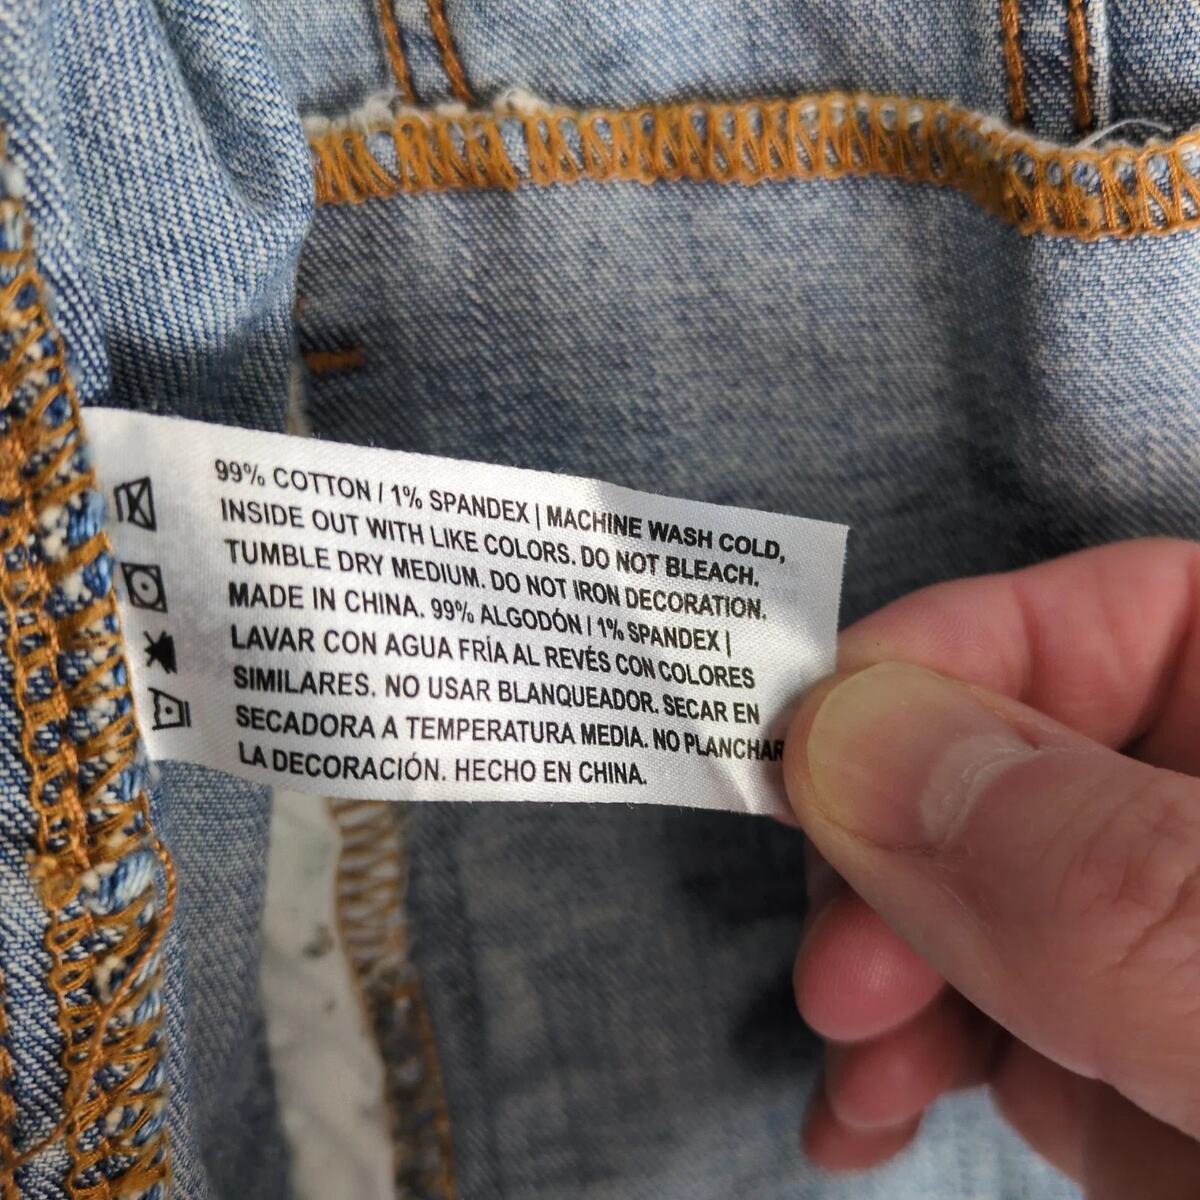 99% COTTON / 1% SPANDEX | MACHINE WASH COLD,
INSIDE OUT WITH LIKE COLORS. DO NOT BLEACH.
TUMBLE DRY MEDIUM. DO NOT IRON DECORATION.
MADE IN CHINA. 99% ALGODÓN | 1% SPANDEX |
LAVAR CON AGUA FRÍA AL REVÉS CON COLORES
SIMILARES. NO USAR BLANQUEADOR. SECAR EN
SECADORA A TEMPERATURA MEDIA. NO PLANCHAR
LA DECORACIÓN. HECHO EN CHINA.